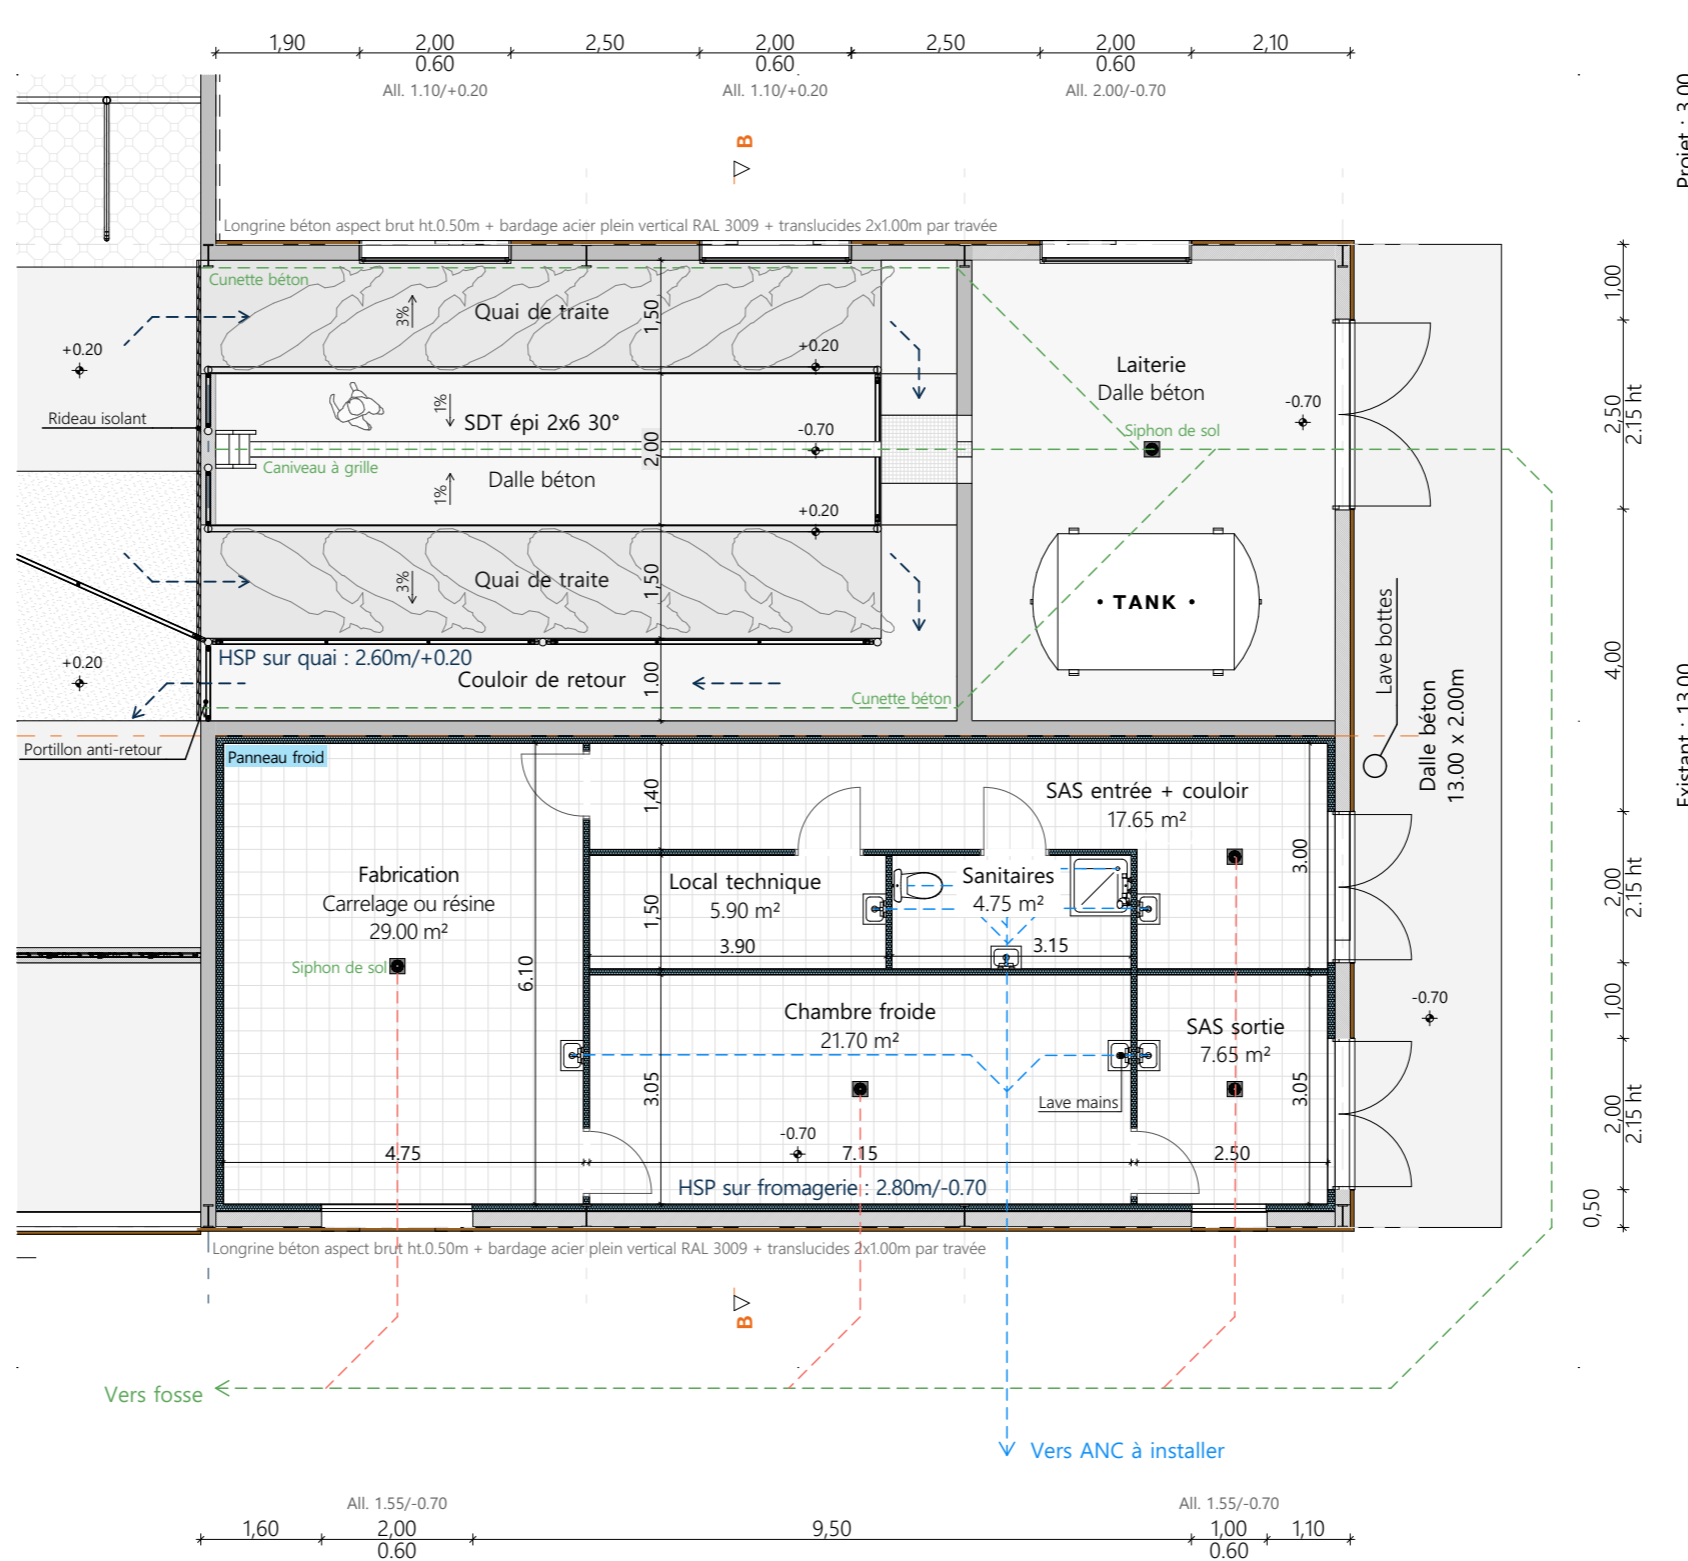 1,90
2,00
2,50
2,00
2,50
2,00
2,10
0.60
0.60
0.60
All. 1.10/+0.20
All. 1.10/+0.20
All. 2.00/-0.70
Projet : 3.00
B
Longrine béton aspect brut ht.0.50m + bardage acier plein vertical RAL 3009 + translucides 2x1.00m par travée
Cunette béton
3%
Quai de traite
1,50
1,00
+0.20
+0.20
Laiterie
Dalle béton
-0.70
Rideau isolant
1%
SDT épi 2x6 30°
-0.70
Siphon de sol
2,50
2.15 ht
2,00
Caniveau à grille
1%
Dalle béton
+0.20
3%
Quai de traite
1,50
• TANK •
Lave bottes
+0.20
HSP sur quai : 2.60m/+0.20
Couloir de retour
1.00
Cunette béton
4,00
Existant : 13.00
Dalle béton
13.00 x 2.00m
Portillon anti-retour
Panneau froid
1,40
SAS entrée + couloir
17.65 m²
3.00
Fabrication
Carrelage ou résine
29.00 m²
Local technique
5.90 m²
Sanitaires
4.75 m²
1,50
3.90
3.15
2,00
2.15 ht
Siphon de sol
6.10
Chambre froide
21.70 m²
SAS sortie
7.65 m²
-0.70
1,00
3.05
Lave mains
3.05
2,00
2.15 ht
4.75
-0.70
7.15
2.50
HSP sur fromagerie : 2.80m/-0.70
0,50
Longrine béton aspect brut ht.0.50m + bardage acier plein vertical RAL 3009 + translucides 2x1.00m par travée
B
Vers fosse
Vers ANC à installer
All. 1.55/-0.70
All. 1.55/-0.70
1,60
2,00
9,50
1,00
1,10
0.60
0.60